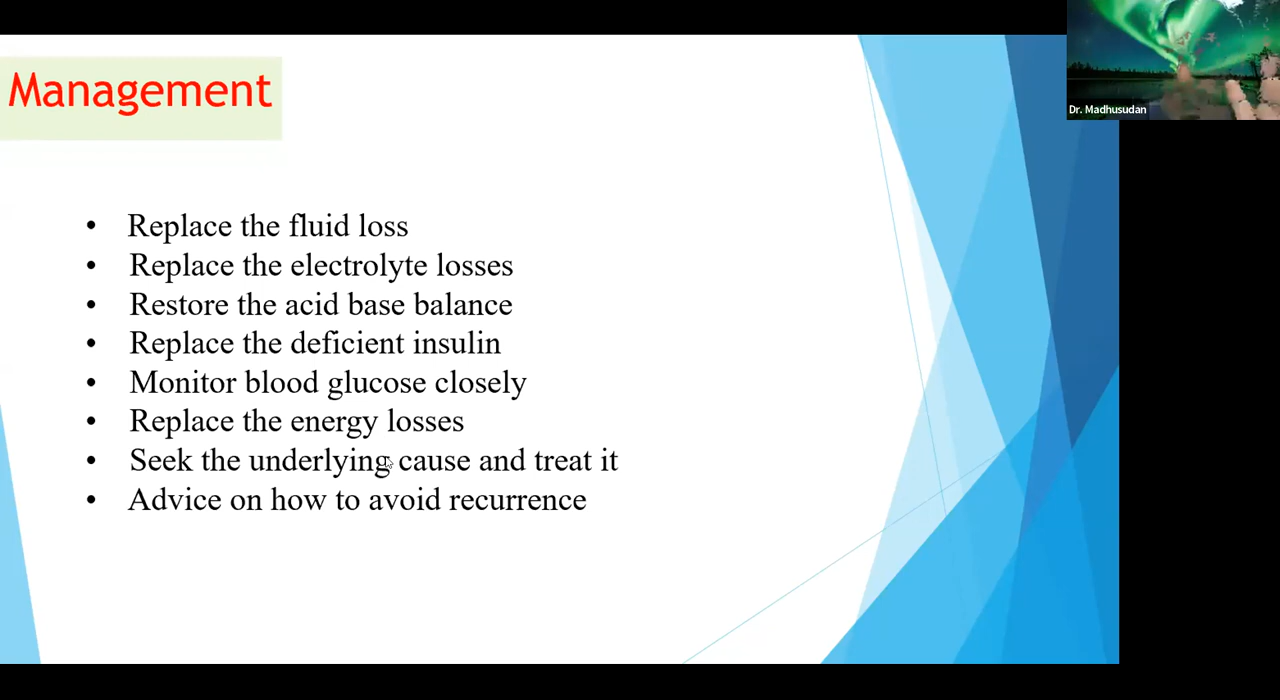 Management
Dr. Madhusudan
• Replace the fluid loss
• Replace the electrolyte losses
• Restore the acid base balance
• Replace the deficient insulin
• Monitor blood glucose closely
• Replace the energy losses
• Seek the underlying cause and treat it
• Advice on how to avoid recurrence